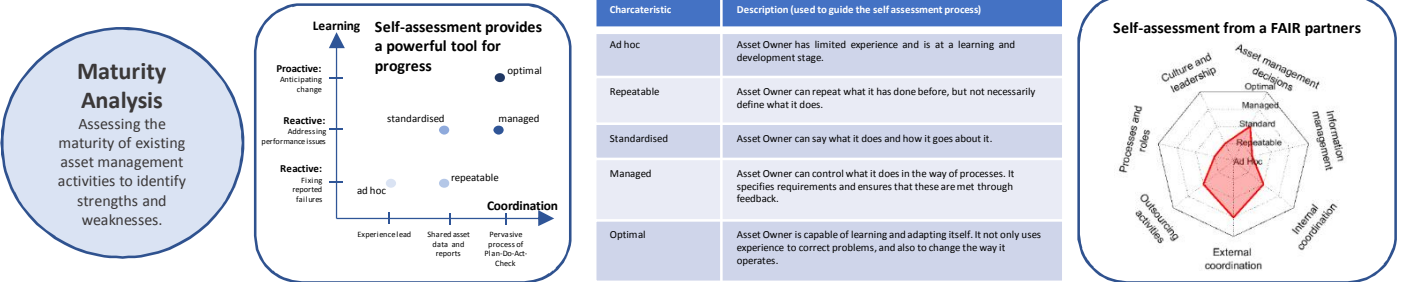 Maturity
Analysis
Assessing the
maturity of existing
asset management
activities to identify
strengths and
weaknesses.
Learning
Self-assessment provides
a powerful tool for
progress
Proactive:
Anticipating
change
optimal
Reactive:
Addressing
performance issues
standardised
managed
Reactive:
Fixing
reported
failures
ad hoc
repeatable
Coordination
Experience lead
Shared asset
data and
reports
Pervasive
process of
Plan-Do-Act-
Check
Charcateristic
Description (used to guide the self assessment process)
Ad hoc
Asset Owner has limited experience and is at a learning and
development stage.
Repeatable
Asset Owner can repeat what it has done before, but not necessarily
define what it does.
Standardised
Asset Owner can say what it does and how it goes about it.
Managed
Asset Owner can control what it does in the way of processes. It
specifies requirements and ensures that these are met through
feedback.
Optimal
Asset Owner is capable of learning and adapting itself. It not only uses
experience to correct problems, and also to change the way it
operates.
Self-assessment from a FAIR partners
Asset management
decisions
Culture and
leadership
Optimal
Managed
Standard
Repeatable
Ad Hoc
Information
management
Processes and
roles
Internal
coordination
Outsourcing
activities
External
coordination